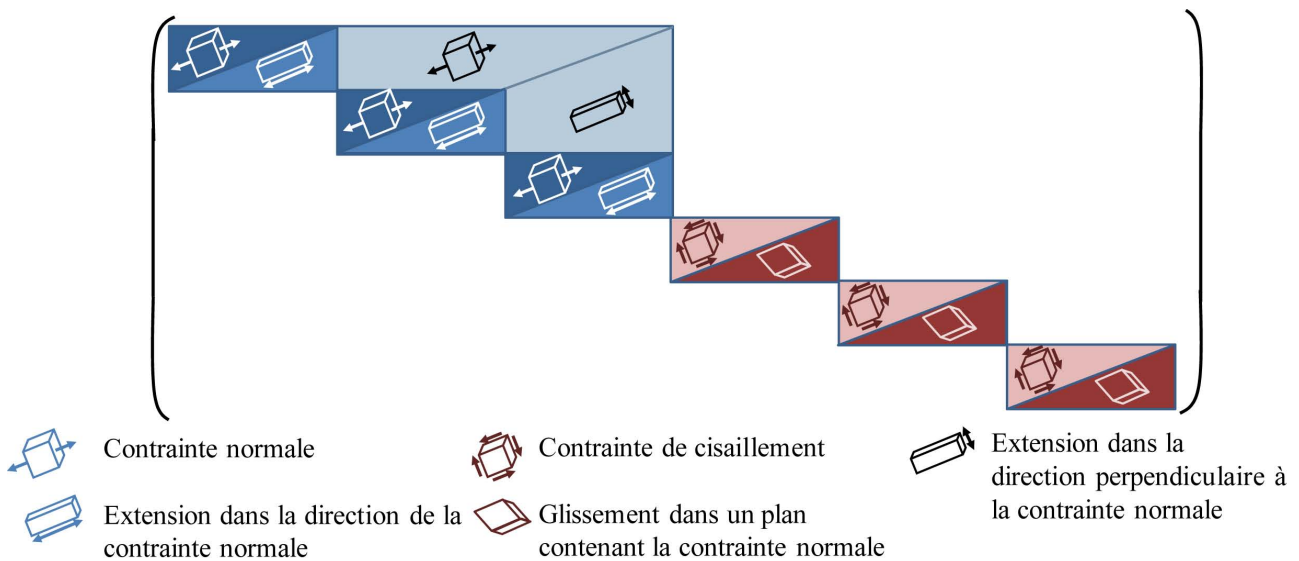 Contrainte normale
Extension dans la direction de la
contrainte normale
Contrainte de cisaillement
Glissement dans un plan
contenant la contrainte normale
Extension dans la
direction perpendiculaire à
la contrainte normale